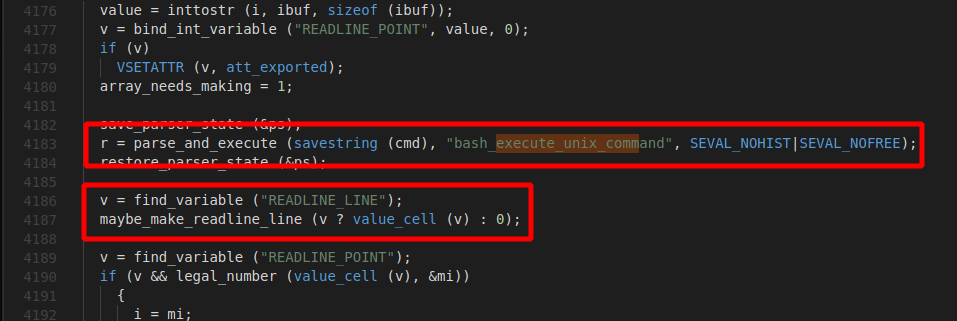 4176 value = inttostr (i, ibuf, sizeof (ibuf));
4177 v = bind_int_variable ("READLINE_POINT", value, 0);
4178 if (v)
4179 VSETATTR (v, att_exported);
4180 array_needs_making = 1;
4181
4182 save_parser_state (&ps);
4183 r = parse_and_execute (savestring (cmd), "bash_execute_unix_command", SEVAL_NOHIST|SEVAL_NOFREE);
4184 restore_parser_state (&ps);
4185
4186 v = find_variable ("READLINE_LINE");
4187 maybe_make_readline_line (v ? value_cell (v) : 0);
4188
4189 v = find_variable ("READLINE_POINT");
4190 if (v && legal_number (value_cell (v), &mi))
4191 {
4192 i = mi;